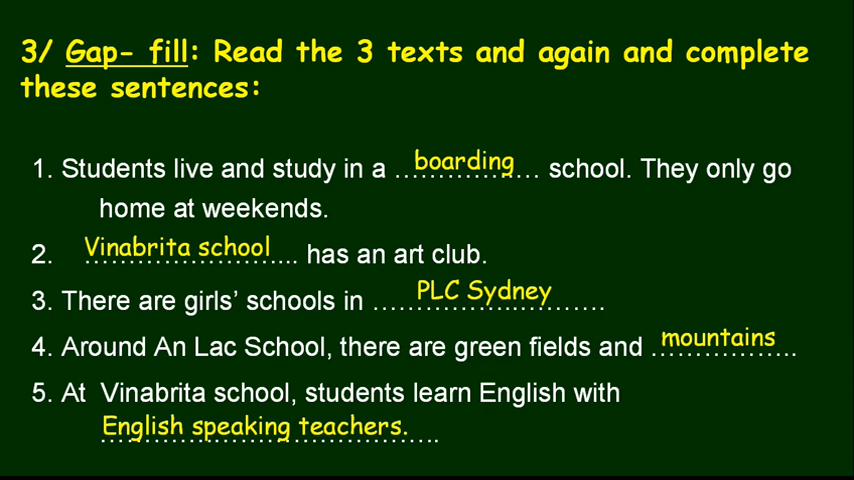 3/ Gap- fill: Read the 3 texts and again and complete
these sentences:
1. Students live and study in a ...boarding... school. They only go
home at weekends.
2. Vinabrita school.... has an art club.
3. There are girls' schools in ...PLC Sydney...
4. Around An Lac School, there are green fields and mountains..
5. At Vinabrita school, students learn English with
English speaking teachers.